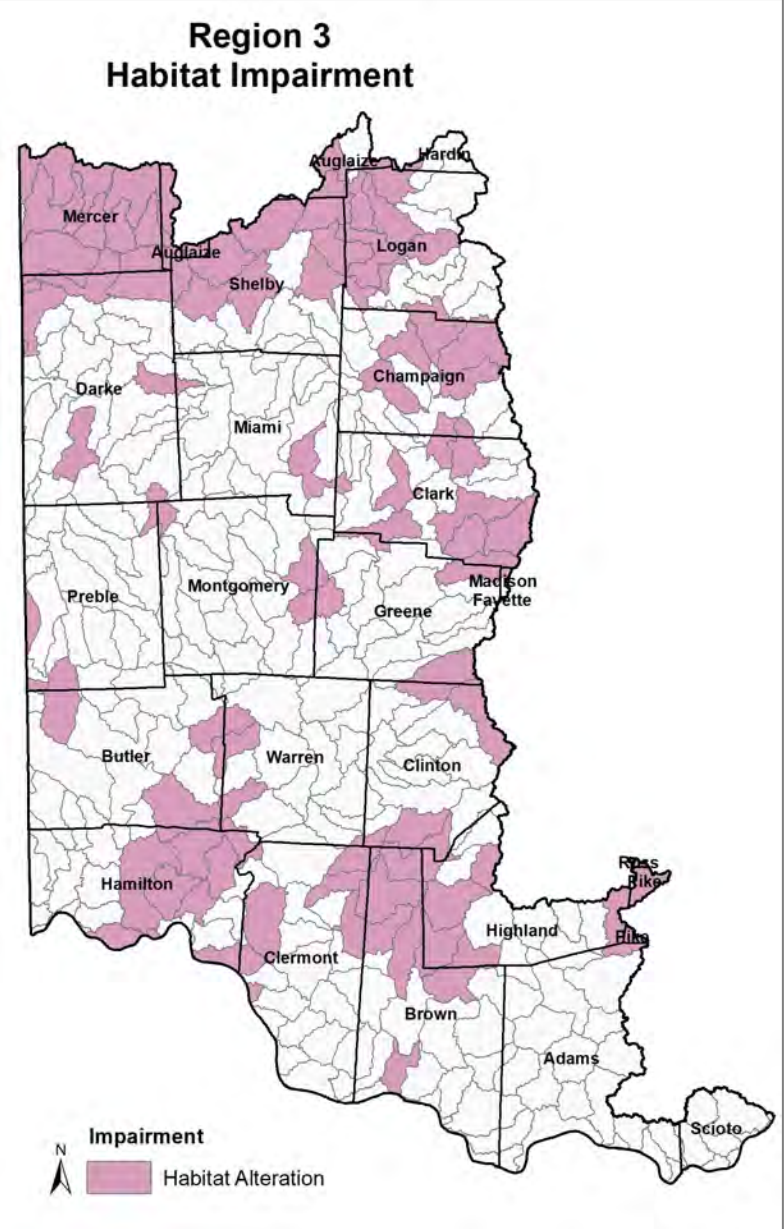 Region 3
Habitat Impairment
Auglaize
Hardin
Mercer
Auglaize
Logan
Shelby
Champaign
Darke
Miami
Clark
Madison
Fayette
Preble
Montgomery
Greene
Butler
Warren
Clinton
Ross
Pike
Hamilton
Highland
Pike
Clermont
Brown
Adams
Scioto
Impairment
N
Habitat Alteration